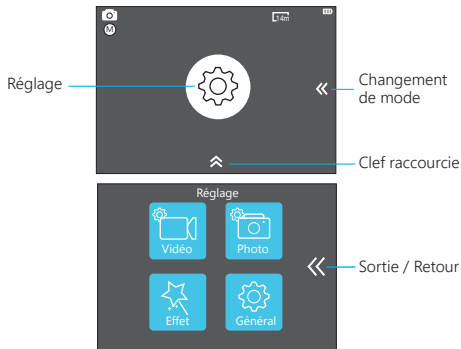 14m
M
Réglage
Changement
de mode
Clef raccourcie
Réglage
Vidéo
Photo
Sortie / Retour
Effet
Général